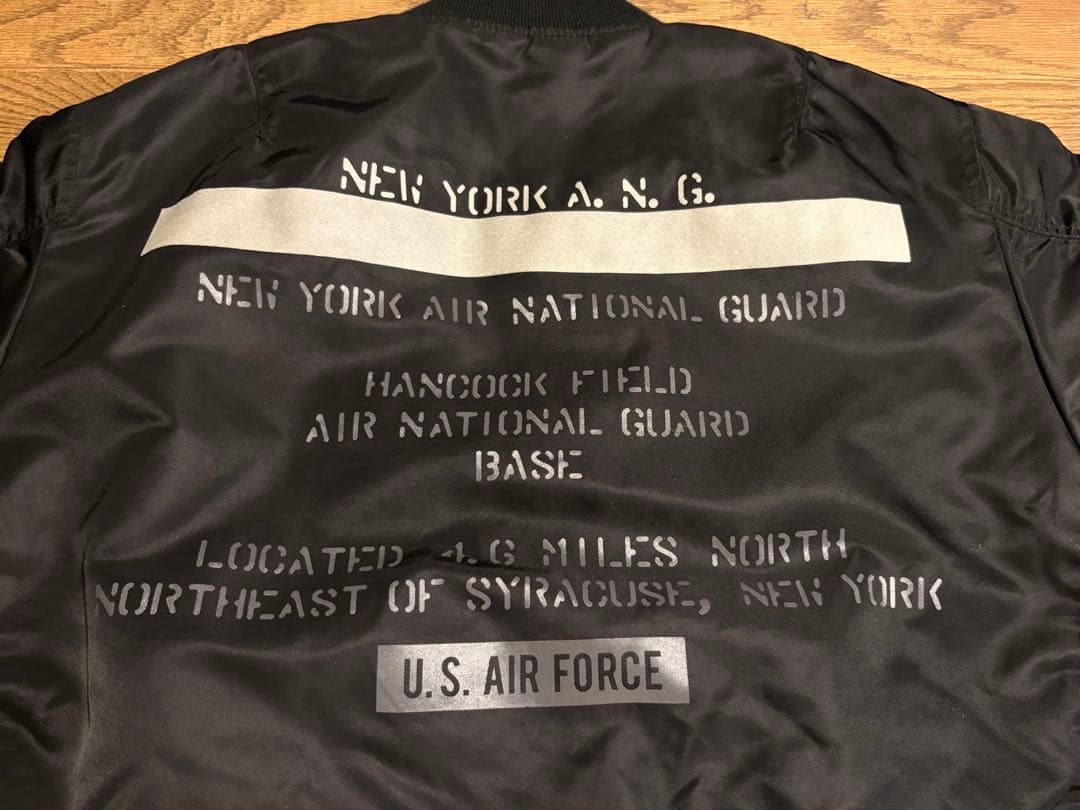 NEW YORK A. N. G.
NEW YORK AIR NATIONAL GUARD
HANCOCK FIELD
AIR NATIONAL GUARD
BASE
LOCATED 4.6 MILES NORTH
NORTHEAST OF SYRACUSE, NEW YORK
U.S. AIR FORCE